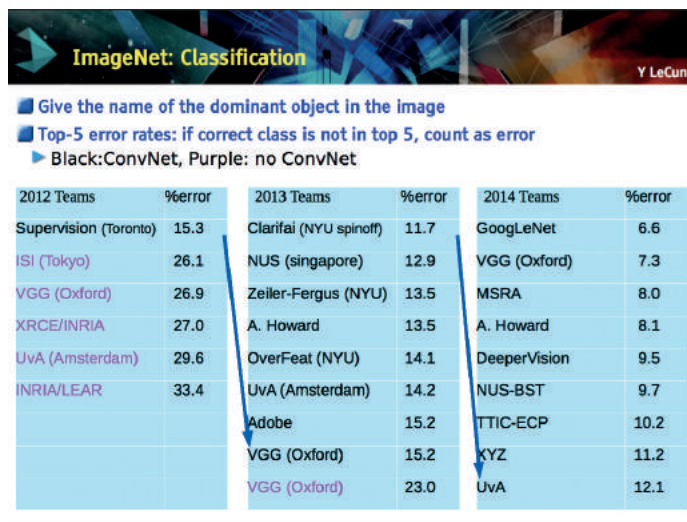 ImageNet: Classification
Y LeCun
Give the name of the dominant object in the image
Top-5 error rates: if correct class is not in top 5, count as error
Black:ConvNet, Purple: no ConvNet
2012 Teams %error 2013 Teams %error 2014 Teams %error
Supervision (Toronto) 15.3 Clarifai (NYU spinoff) 11.7 GoogLeNet 6.6
ISI (Tokyo) 26.1 NUS (singapore) 12.9 VGG (Oxford) 7.3
VGG (Oxford) 26.9 Zeiler-Fergus (NYU) 13.5 MSRA 8.0
XRCE/INRIA 27.0 A. Howard 13.5 A. Howard 8.1
UvA (Amsterdam) 29.6 OverFeat (NYU) 14.1 DeeperVision 9.5
INRIA/LEAR 33.4 UvA (Amsterdam) 14.2 NUS-BST 9.7
Adobe 15.2 TTIC-ECP 10.2
VGG (Oxford) 15.2 XYZ 11.2
VGG (Oxford) 23.0 UvA 12.1